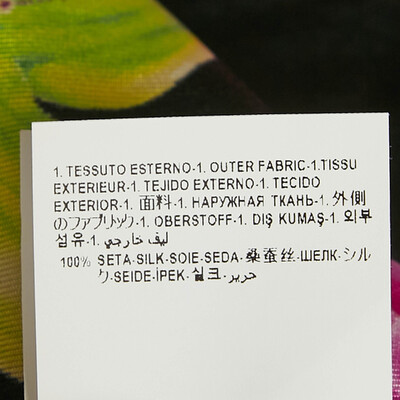 1. TESSUTO ESTERNO-1. OUTER FABRIC-1.TISSU
EXTERIEUR-1. TEJIDO EXTERNO-1. TECIDO
EXTERIOR-1. 面料-1. НАРУЖНАЯ ТКАНЬ-1. 外側
のファブリック-1. OBERSTOFF-1. DIŞ KUMAŞ-1. 외부
섬유-1. ليف خارجي
100% SETA-SILK-SOIE-SEDA-桑蚕丝-ШЕЛК-シル
ク-SEIDE-İPEK-실크-حرير